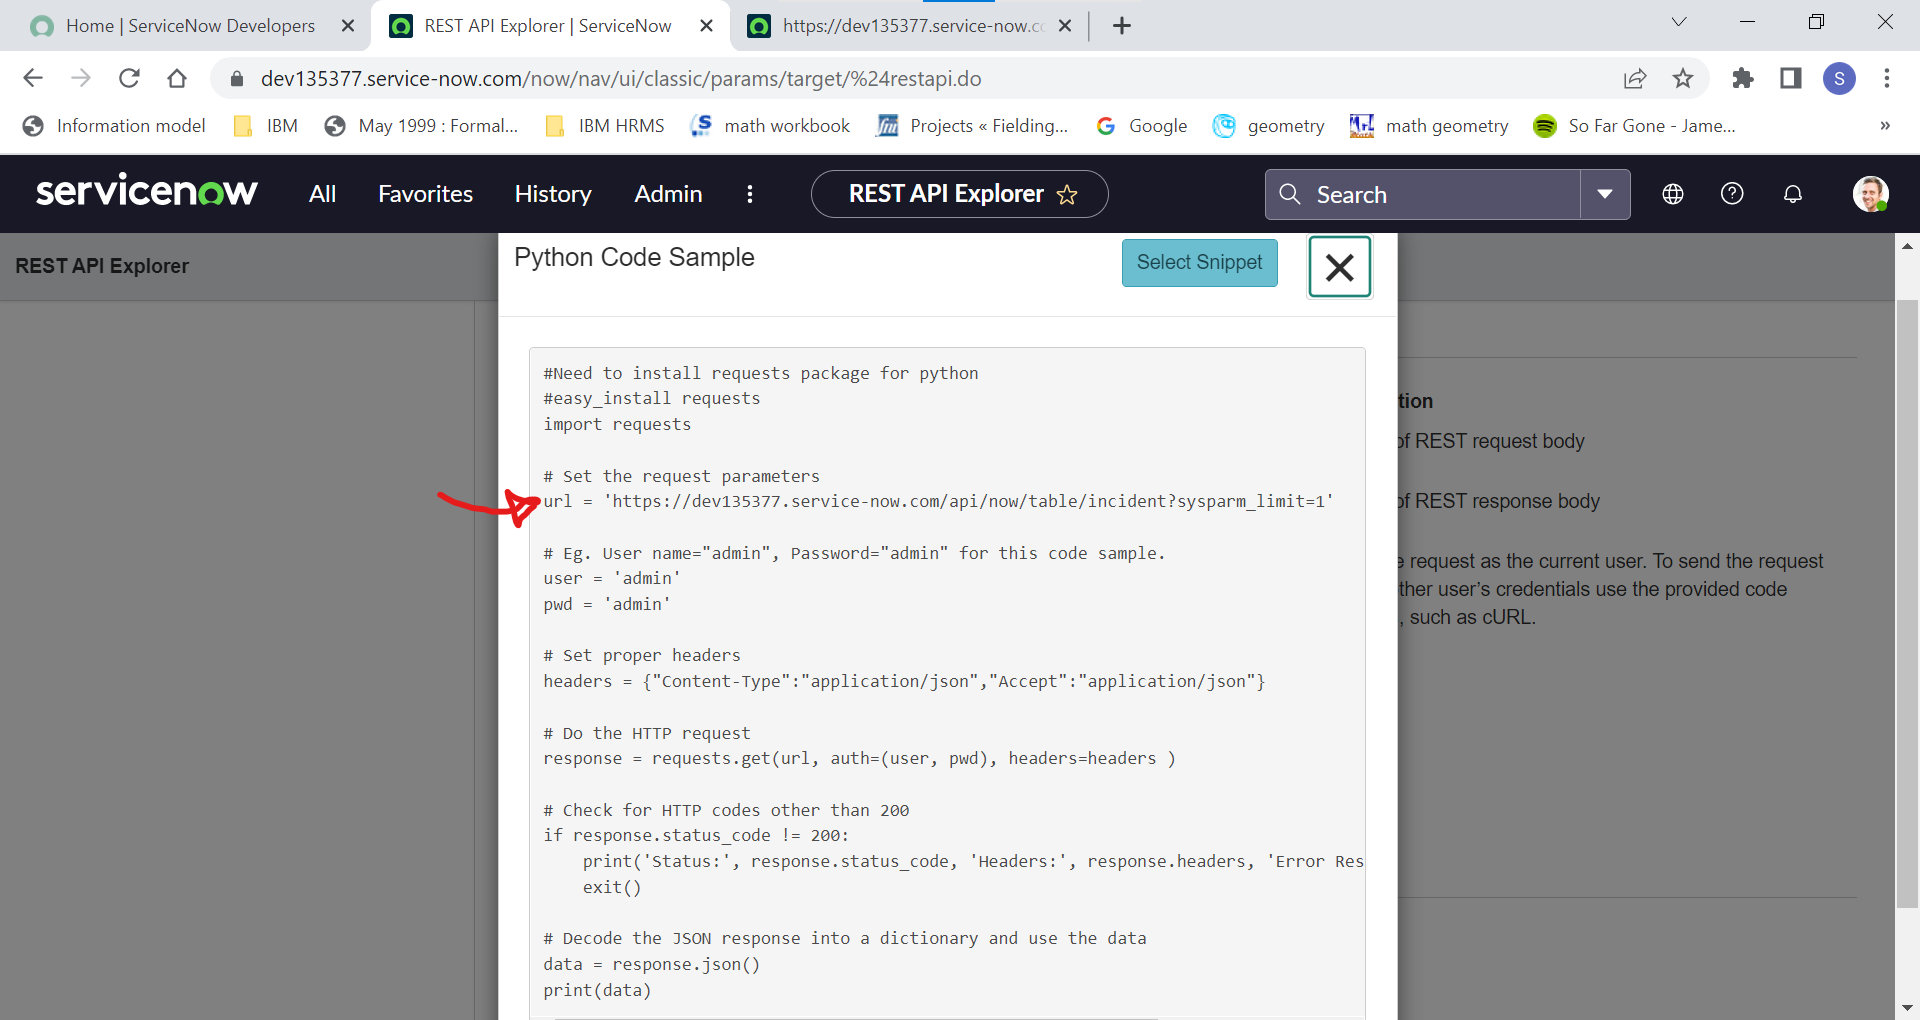 Home | ServiceNow Developers
REST API Explorer | ServiceNow
https://dev135377.service-now.co
dev135377.service-now.com/now/nav/ui/classic/params/target/%24restapi.do
S
Information model
IBM
May 1999 : Formal...
IBM HRMS
math workbook
Projects « Fielding...
Google
geometry
math geometry
So Far Gone - Jame...
»
servicenow
All
Favorites
History
Admin
REST API Explorer
Search
REST API Explorer
Python Code Sample
Select Snippet
#Need to install requests package for python
#easy_install requests
import requests
# Set the request parameters
url = 'https://dev135377.service-now.com/api/now/table/incident?sysparm_limit=1'
# Eg. User name="admin", Password="admin" for this code sample.
user = 'admin'
pwd = 'admin'
# Set proper headers
headers = {"Content-Type":"application/json","Accept":"application/json"}
# Do the HTTP request
response = requests.get(url, auth=(user, pwd), headers=headers )
# Check for HTTP codes other than 200
if response.status_code != 200:
    print('Status:', response.status_code, 'Headers:', response.headers, 'Error Res
    exit()
# Decode the JSON response into a dictionary and use the data
data = response.json()
print(data)
tion
of REST request body
of REST response body
e request as the current user. To send the request
ther user's credentials use the provided code
, such as cURL.